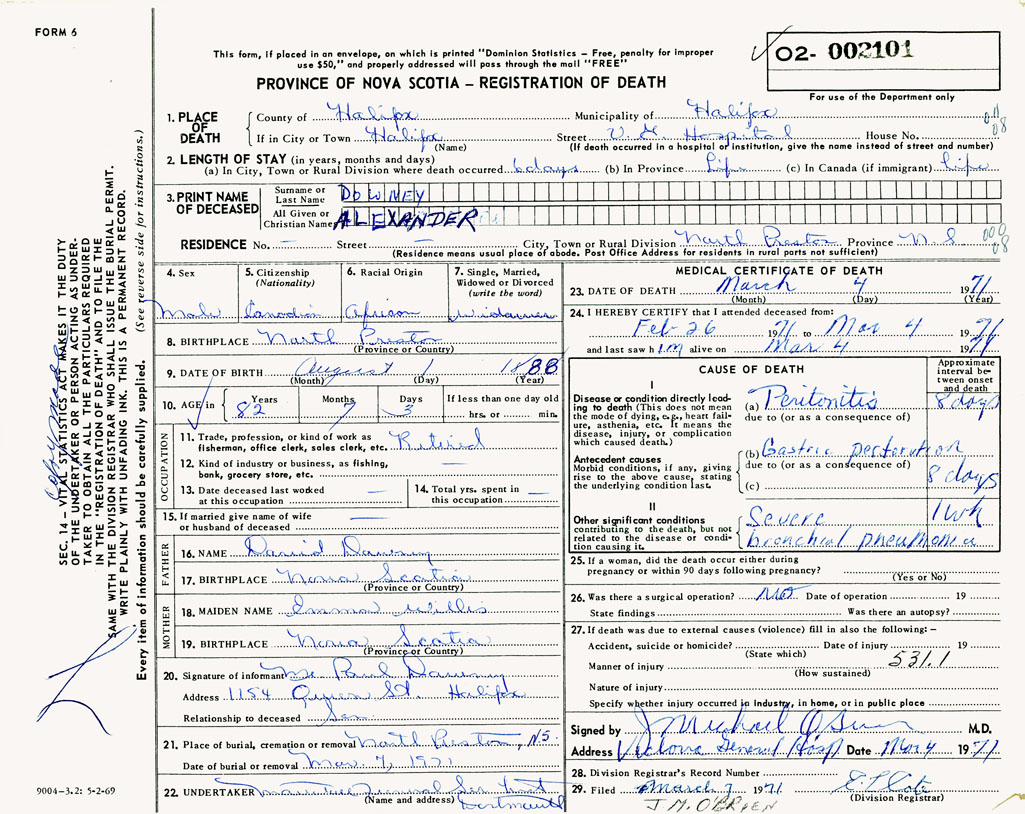 FORM 6
This form, if placed in an envelope, on which is printed "Dominion Statistics – Free, penalty for improper
use $50," and properly addressed will pass through the mail "FREE"
PROVINCE OF NOVA SCOTIA – REGISTRATION OF DEATH
02- 002101
For use of the Department only
1. PLACE OF DEATH
County of Halifax Municipality of Halifax
If in City or Town Halifax Street V. G. Hospital House No.
(Name) (If death occurred in a hospital or institution, give the name instead of street and number)
08
2. LENGTH OF STAY (in years, months and days)
(a) In City, Town or Rural Division where death occurred 6 days (b) In Province Life (c) In Canada (if immigrant) life
3. PRINT NAME OF DECEASED
Surname or Last Name DOWNEY
All Given or Christian Names ALEXANDER
RESIDENCE No. — Street — City, Town or Rural Division North Preston Province N.S
(Residence means usual place of abode. Post Office Address for residents in rural parts not sufficient)
000
08
4. Sex
Male
5. Citizenship
(Nationality)
Canadian
6. Racial Origin
African
7. Single, Married,
Widowed or Divorced
(write the word)
Widower
8. BIRTHPLACE North Preston
(Province or Country)
9. DATE OF BIRTH August 1 1888
(Month) (Day) (Year)
10. AGE in Years 82 Months 7 Days 3 If less than one day old
hrs. or min.
OCCUPATION
11. Trade, profession, or kind of work as
fisherman, office clerk, sales clerk, etc. Retired
12. Kind of industry or business, as fishing,
bank, grocery store, etc. —
13. Date deceased last worked
at this occupation —
14. Total yrs. spent in
this occupation —
15. If married give name of wife
or husband of deceased —
FATHER
16. NAME David Downey
17. BIRTHPLACE Nova Scotia
(Province or Country)
MOTHER
18. MAIDEN NAME Emma Willis
19. BIRTHPLACE Nova Scotia
(Province or Country)
20. Signature of informant Paul Downey
Address 1154 Queen St. Halifax
Relationship to deceased Son
21. Place of burial, cremation or removal North Preston, N.S.
Date of burial or removal Mar. 7, 1971
22. UNDERTAKER Dartmouth
(Name and address)
MEDICAL CERTIFICATE OF DEATH
23. DATE OF DEATH March 4 1971
(Month) (Day) (Year)
24. I HEREBY CERTIFY that I attended deceased from:
Feb 26 1971 to Mar 4 1971
and last saw him alive on Mar 4 1971
CAUSE OF DEATH
Approximate interval between onset and death
I
Disease or condition directly leading to death (This does not
mean the mode of dying, e.g., heart failure, asthenia, etc. It means the
disease, injury, or complication
which caused death.)
(a) Peritonitis 8 days
due to (or as a consequence of)
Antecedent causes
Morbid conditions, if any, giving
rise to the above cause, stating
the underlying condition last.
(b) Gastric perforation
due to (or as a consequence of)
8 days
(c)
II
Other significant conditions
contributing to the death, but not
related to the disease or condition causing it.
Severe 1 wk
bronchial pneumonia
25. If a woman, did the death occur either during
pregnancy or within 90 days following pregnancy?
(Yes or No)
26. Was there a surgical operation? No Date of operation 19
State findings Was there an autopsy?
27. If death was due to external causes (violence) fill in also the following: –
Accident, suicide or homicide? Date of injury 19
(State which)
Manner of injury 531.1
(How sustained)
Nature of injury
Specify whether injury occurred in industry, in home, or in public place
Signed by J Michael O'Brien M.D.
Address Victoria General Hosp Date Mar 4 1971
28. Division Registrar's Record Number
29. Filed March 7 1971
(Division Registrar)
J.M. O'BRIEN
SEC. 14 – VITAL STATISTICS ACT MAKES IT THE DUTY
OF THE UNDERTAKER OR PERSON ACTING AS UNDER-
TAKER TO OBTAIN ALL THE PARTICULARS REQUIRED
IN THE "REGISTRATION OF DEATH" AND TO FILE THE
SAME WITH THE DIVISION REGISTRAR WHO SHALL ISSUE THE BURIAL PERMIT.
WRITE PLAINLY WITH UNFADING INK. THIS IS A PERMANENT RECORD.
Every item of information should be carefully supplied. (See reverse side for instructions.)
9004-3.2: 5-2-69